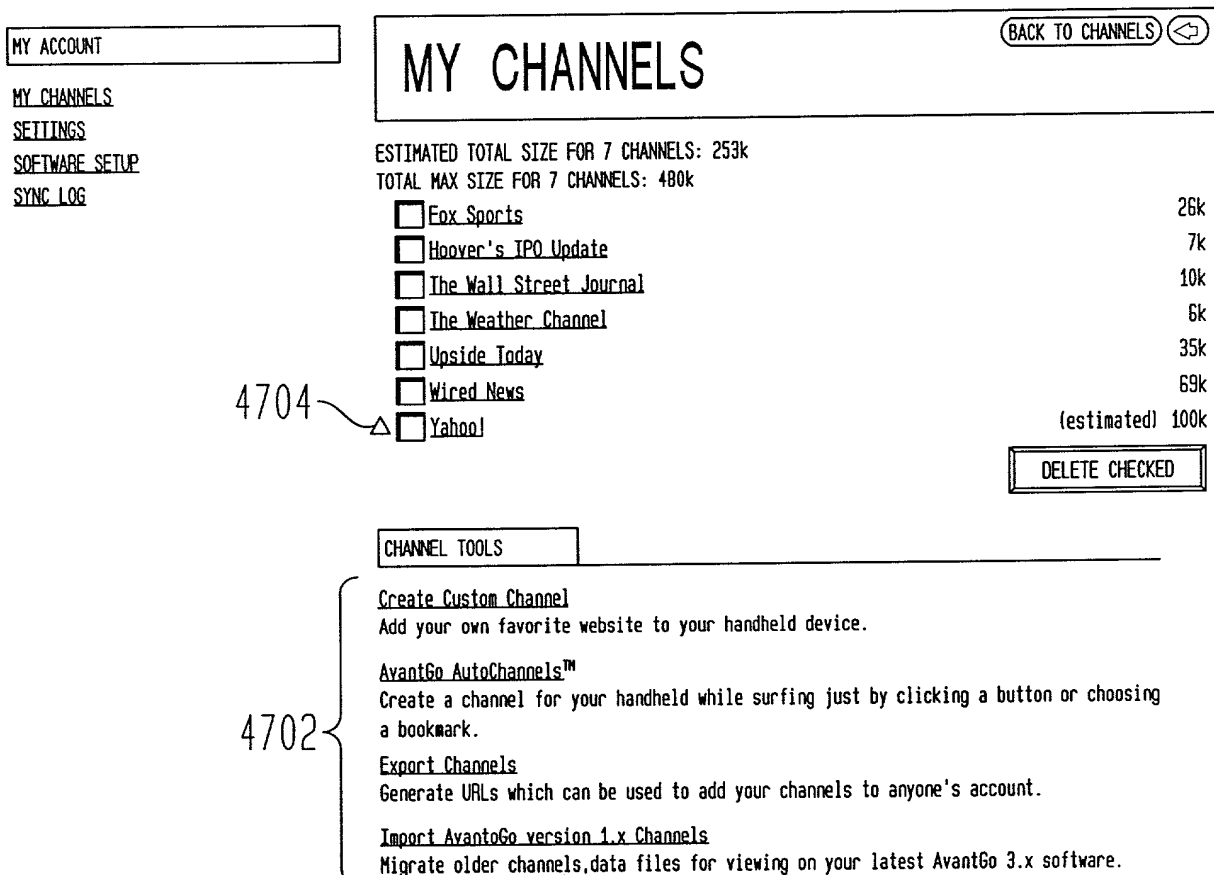 MY ACCOUNT
MY CHANNELS
SETTINGS
SOFTWARE SETUP
SYNC LOG
BACK TO CHANNELS
MY CHANNELS
ESTIMATED TOTAL SIZE FOR 7 CHANNELS: 253k
TOTAL MAX SIZE FOR 7 CHANNELS: 480k
Fox Sports 26k
Hoover's IPO Update 7k
The Wall Street Journal 10k
The Weather Channel 6k
Upside Today 35k
Wired News 69k
4704
Yahoo! (estimated) 100k
DELETE CHECKED
CHANNEL TOOLS
Create Custom Channel
Add your own favorite website to your handheld device.
AvantGo AutoChannels™
Create a channel for your handheld while surfing just by clicking a button or choosing
a bookmark.
4702
Export Channels
Generate URLs which can be used to add your channels to anyone's account.
Import AvantoGo version 1.x Channels
Migrate older channels,data files for viewing on your latest AvantGo 3.x software.